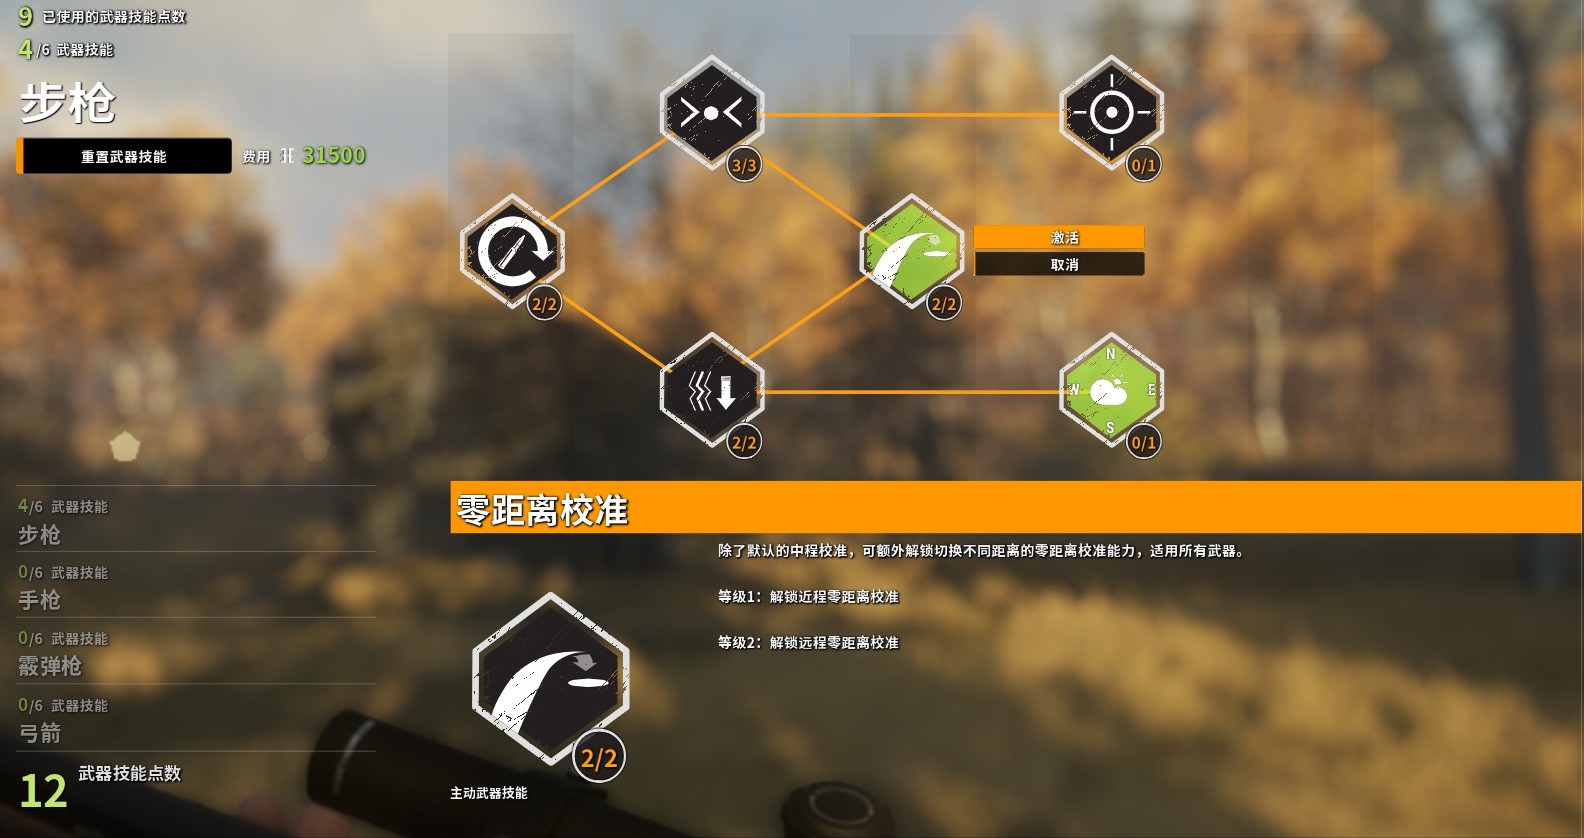 9 已使用的武器技能点数
4/6 武器技能
步枪
重置武器技能 费用 31500
3/3
0/1
2/2
2/2
激活
取消
2/2
N
W E
S
0/1
零距离校准
除了默认的中程校准，可额外解锁切换不同距离的零距离校准能力，适用所有武器。
等级1：解锁近程零距离校准
等级2：解锁远程零距离校准
2/2
主动武器技能
4/6 武器技能
步枪
0/6 武器技能
手枪
0/6 武器技能
霰弹枪
0/6 武器技能
弓箭
12 武器技能点数